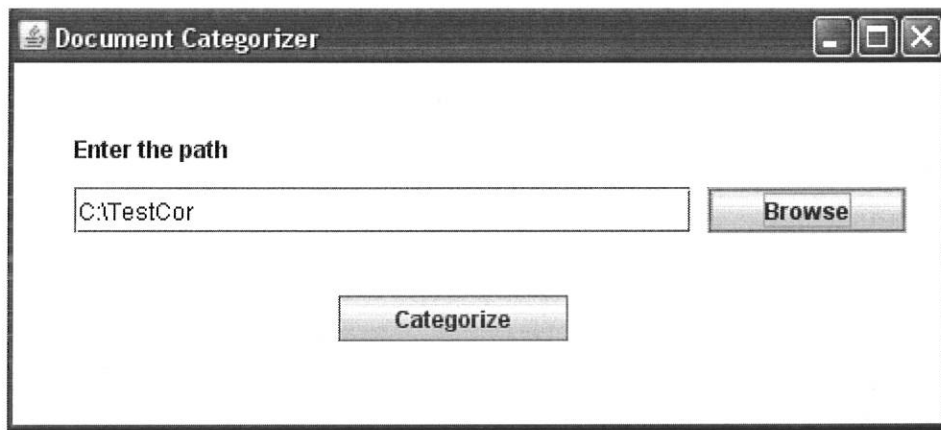 Document Categorizer
Enter the path
C:\TestCor
Browse
Categorize